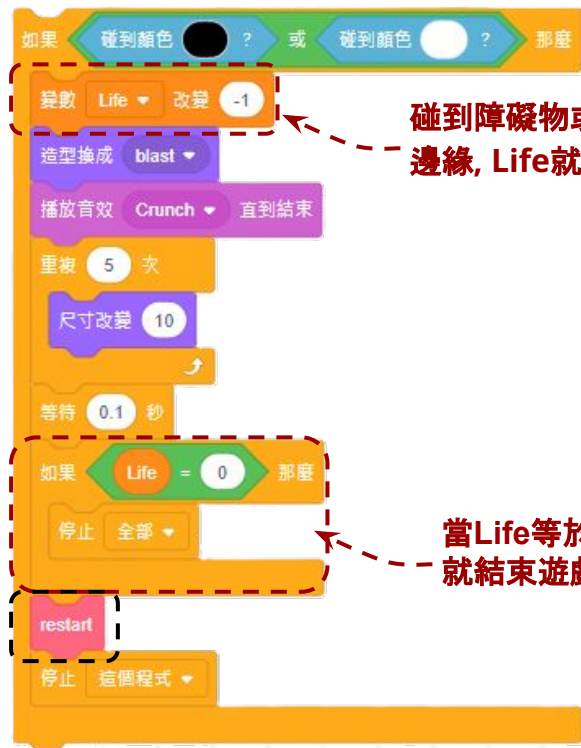 如果 碰到顏色 ? 或 碰到顏色 ? 那麼
變數 Life 改變 -1
碰到障礙物或
邊緣, Life就
造型換成 blast
播放音效 Crunch 直到結束
重複 5 次
尺寸改變 10
等待 0.1 秒
如果 Life = 0 那麼
停止 全部
當Life等於
就結束遊戲
restart
停止 這個程式